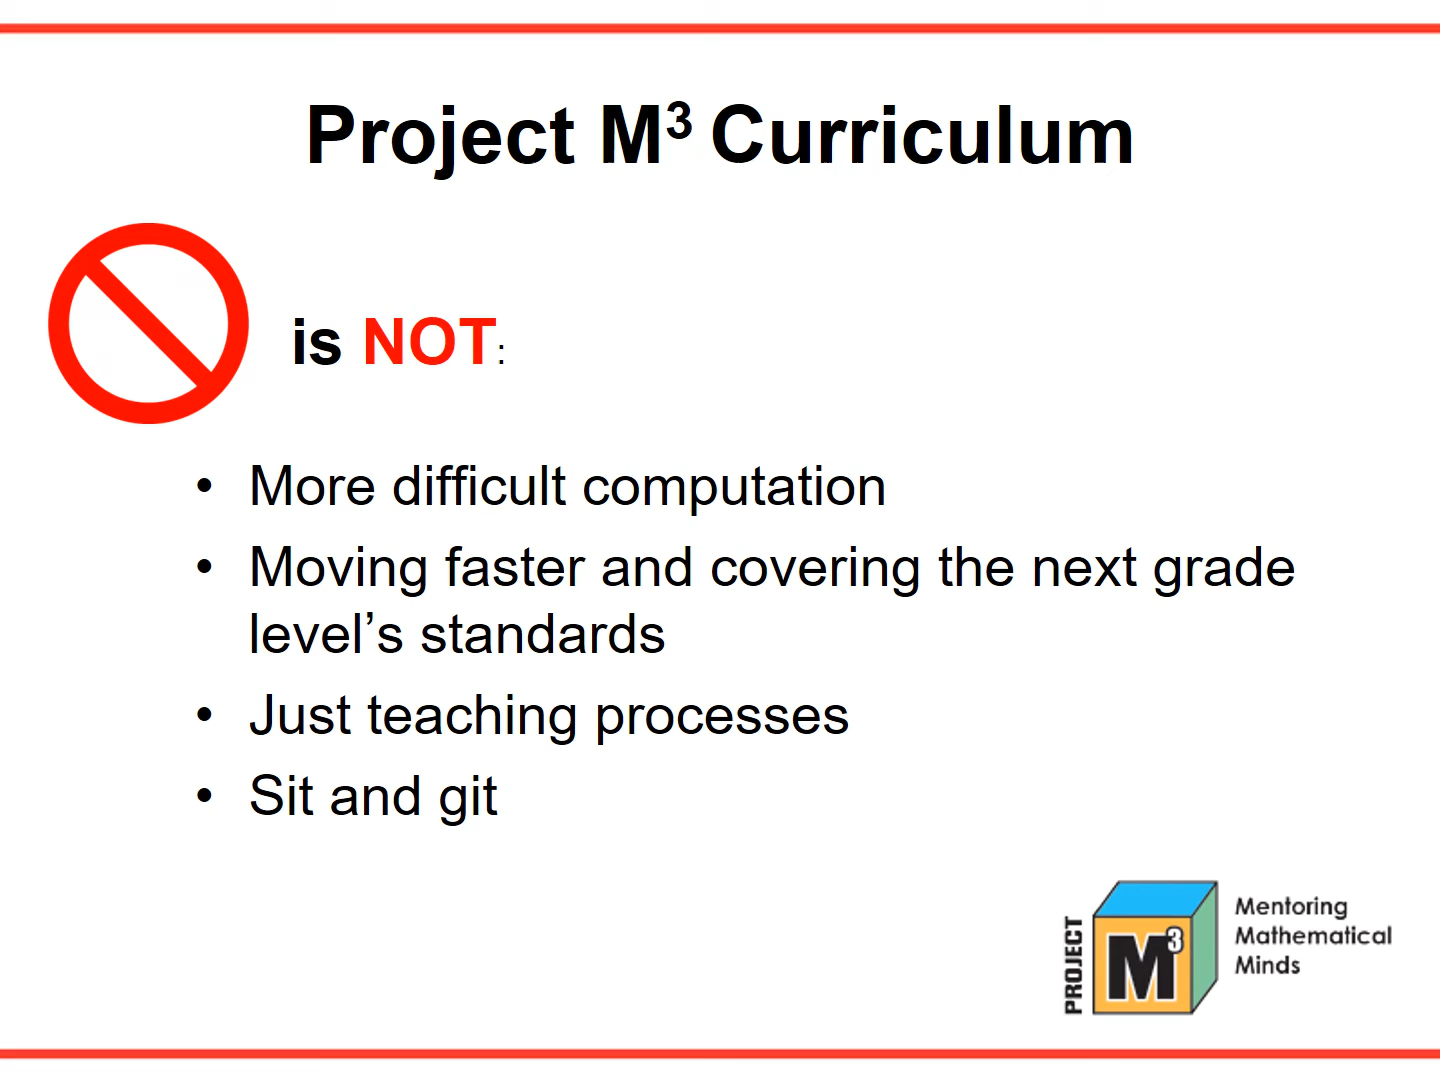 Project M³ Curriculum
is NOT:
• More difficult computation
• Moving faster and covering the next grade
level’s standards
• Just teaching processes
• Sit and git
PROJECT
M³
Mentoring
Mathematical
Minds